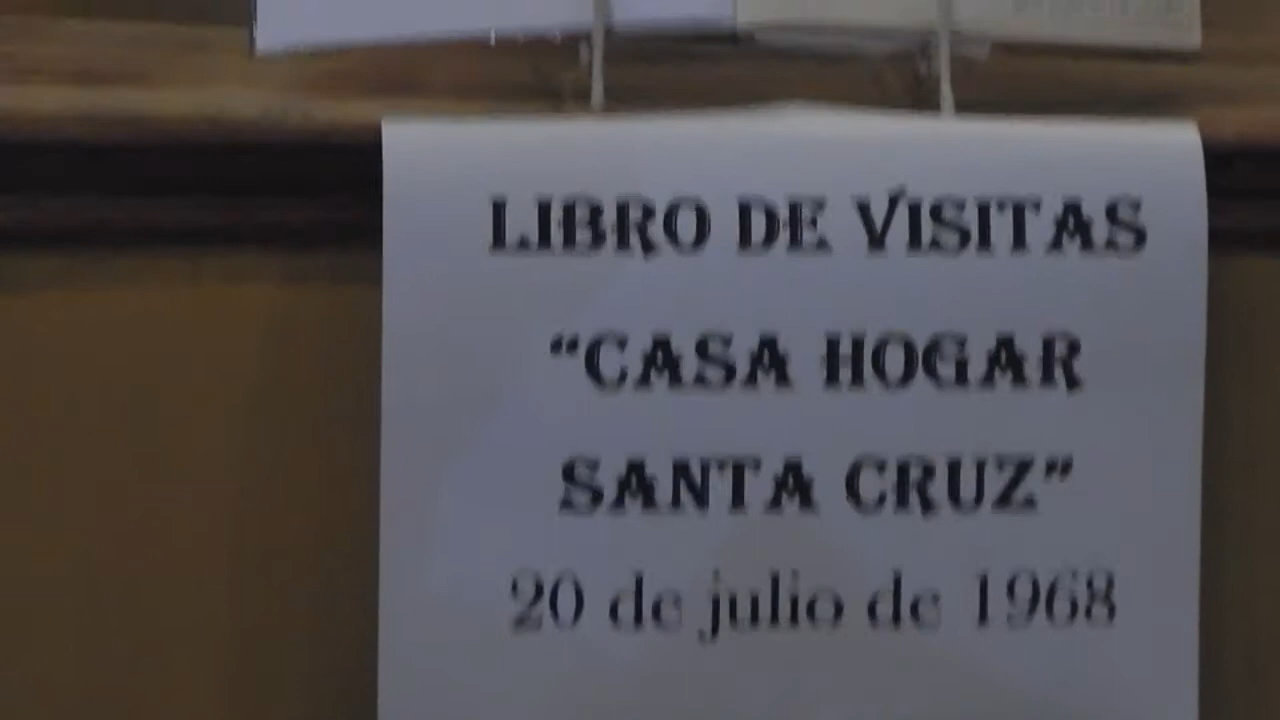 LIBRO DE VISITAS
“CASA HOGAR
SANTA CRUZ”
20 de julio de 1968